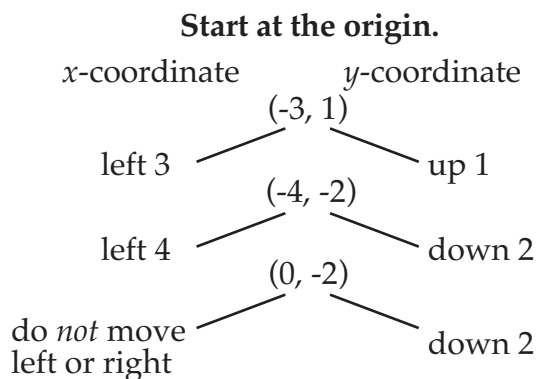 Start at the origin.
x-coordinate y-coordinate
(-3, 1)
left 3 up 1
(-4, -2)
left 4 down 2
(0, -2)
do not move
left or right
down 2